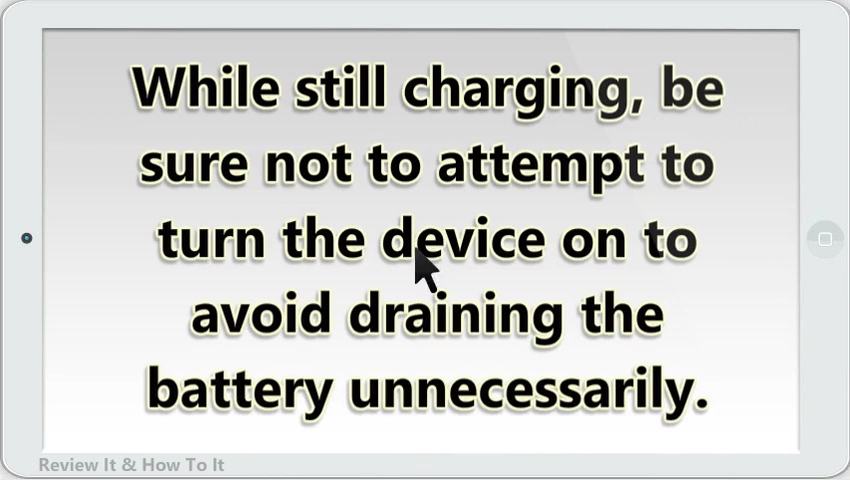 While still charging, be
sure not to attempt to
turn the device on to
avoid draining the
battery unnecessarily.
Review It & How To It